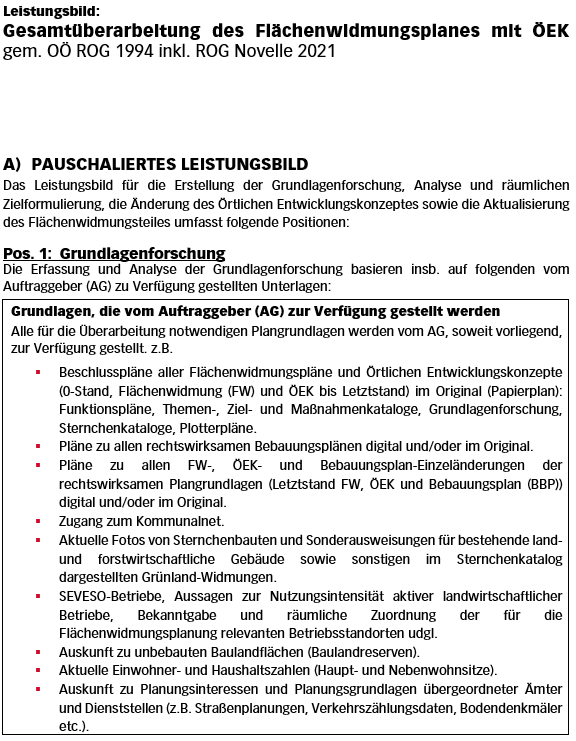 Leistungsbild:
Gesamtüberarbeitung des Flächenwidmungsplanes mit ÖEK
gem. OÖ ROG 1994 inkl. ROG Novelle 2021
A) PAUSCHALIERTES LEISTUNGSBILD
Das Leistungsbild für die Erstellung der Grundlagenforschung, Analyse und räumlichen
Zielformulierung, die Änderung des Örtlichen Entwicklungskonzeptes sowie die Aktualisierung
des Flächenwidmungsteiles umfasst folgende Positionen:
Pos. 1: Grundlagenforschung
Die Erfassung und Analyse der Grundlagenforschung basieren insb. auf folgenden vom
Auftraggeber (AG) zu Verfügung gestellten Unterlagen:
Grundlagen, die vom Auftraggeber (AG) zur Verfügung gestellt werden
Alle für die Überarbeitung notwendigen Plangrundlagen werden vom AG, soweit vorliegend,
zur Verfügung gestellt. z.B.
▪ Beschlusspläne aller Flächenwidmungspläne und Örtlichen Entwicklungskonzepte
(0-Stand, Flächenwidmung (FW) und ÖEK bis Letztstand) im Original (Papierplan):
Funktionspläne, Themen-, Ziel- und Maßnahmenkataloge, Grundlagenforschung,
Sternchenkataloge, Plotterpläne.
▪ Pläne zu allen rechtswirksamen Bebauungsplänen digital und/oder im Original.
▪ Pläne zu allen FW-, ÖEK- und Bebauungsplan-Einzeländerungen der
rechtswirksamen Plangrundlagen (Letztstand FW, ÖEK und Bebauungsplan (BBP))
digital und/oder im Original.
▪ Zugang zum Kommunalnet.
▪ Aktuelle Fotos von Sternchenbauten und Sonderausweisungen für bestehende land-
und forstwirtschaftliche Gebäude sowie sonstigen im Sternchenkatalog
dargestellten Grünland-Widmungen.
▪ SEVESO-Betriebe, Aussagen zur Nutzungsintensität aktiver landwirtschaftlicher
Betriebe, Bekanntgabe und räumliche Zuordnung der für die
Flächenwidmungsplanung relevanten Betriebsstandorten udgl.
▪ Auskunft zu unbebauten Baulandflächen (Baulandreserven).
▪ Aktuelle Einwohner- und Haushaltszahlen (Haupt- und Nebenwohnsitze).
▪ Auskunft zu Planungsinteressen und Planungsgrundlagen übergeordneter Ämter
und Dienststellen (z.B. Straßenplanungen, Verkehrszählungsdaten, Bodendenkmäler
etc.).